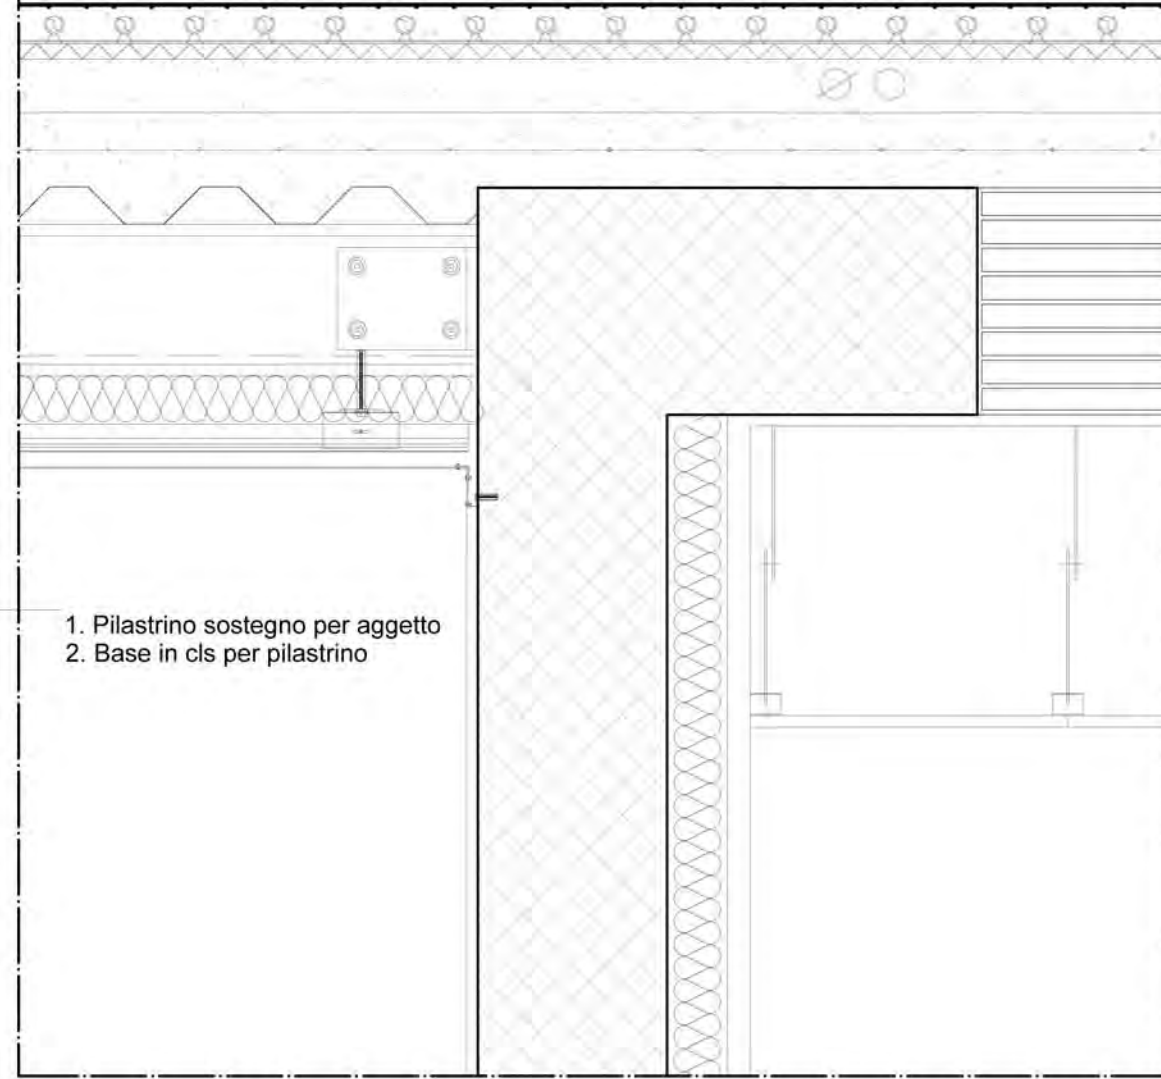 1. Pilastrino sostegno per aggetto
2. Base in cls per pilastrino